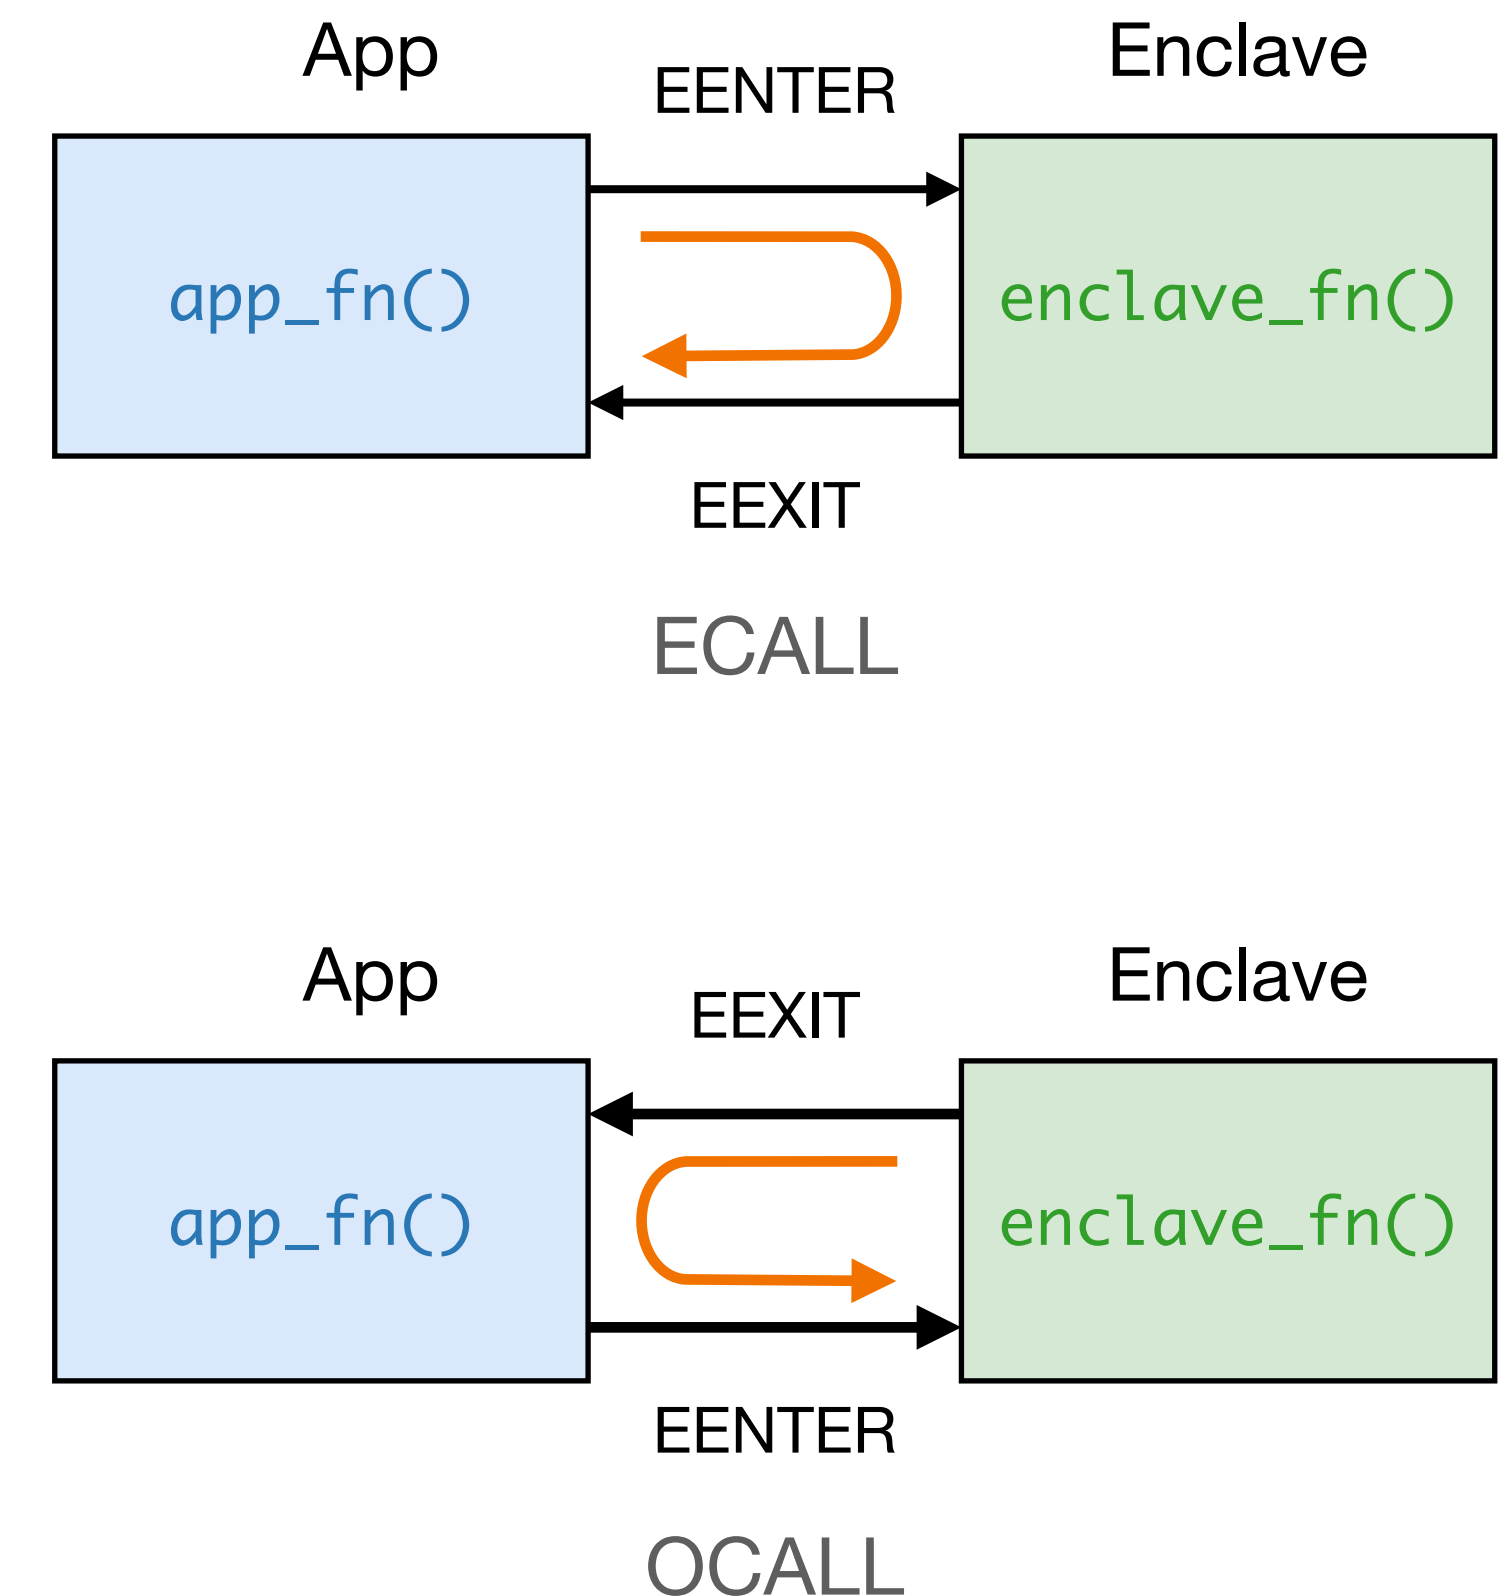 App
Enclave
EENTER
app_fn()
enclave_fn()
EEXIT
ECALL
App
Enclave
EEXIT
app_fn()
enclave_fn()
EENTER
OCALL